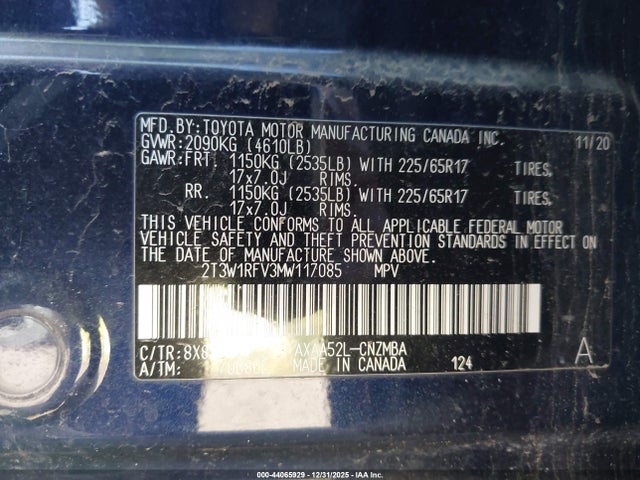 MFD.BY:TOYOTA MOTOR MANUFACTURING CANADA INC. 11/20
GVWR:2090KG (4610LB)
GAWR:FRT. 1150KG (2535LB) WITH 225/65R17 TIRES,
17x7.0J RIMS.
RR. 1150KG (2535LB) WITH 225/65R17 TIRES,
17x7.0J RIMS.
THIS VEHICLE CONFORMS TO ALL APPLICABLE FEDERAL MOTOR
VEHICLE SAFETY AND THEFT PREVENTION STANDARDS IN EFFECT ON
THE DATE OF MANUFACTURE SHOWN ABOVE.
2T3W1RFV3MW117085 MPV
C/TR: AXAA52L-CNZMBA A
A/TM: MADE IN CANADA 124
000-44065929 - 12/31/2025 - IAA Inc.